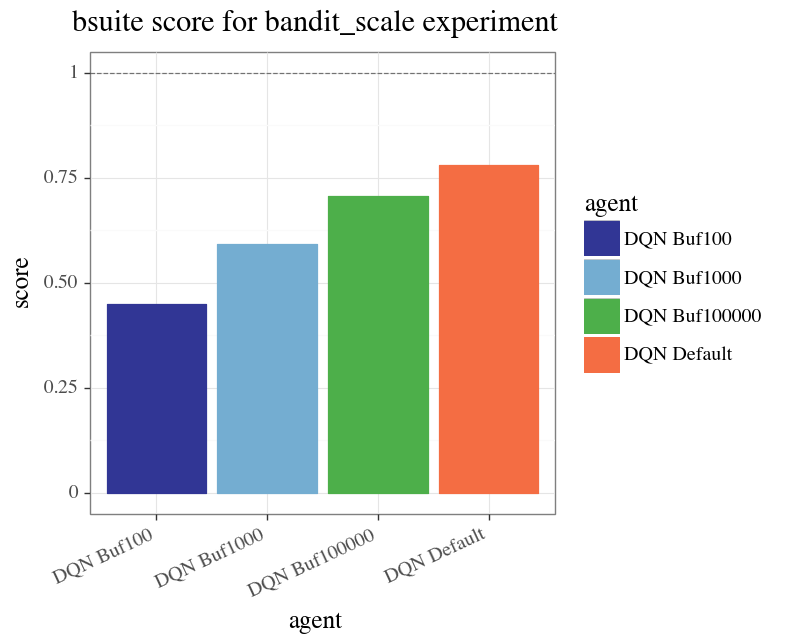 bsuite score for bandit_scale experiment
1
0.75
0.50
0.25
0
score
DQN Buf100
DQN Buf1000
DQN Buf100000
DQN Default
agent
agent
DQN Buf100
DQN Buf1000
DQN Buf100000
DQN Default